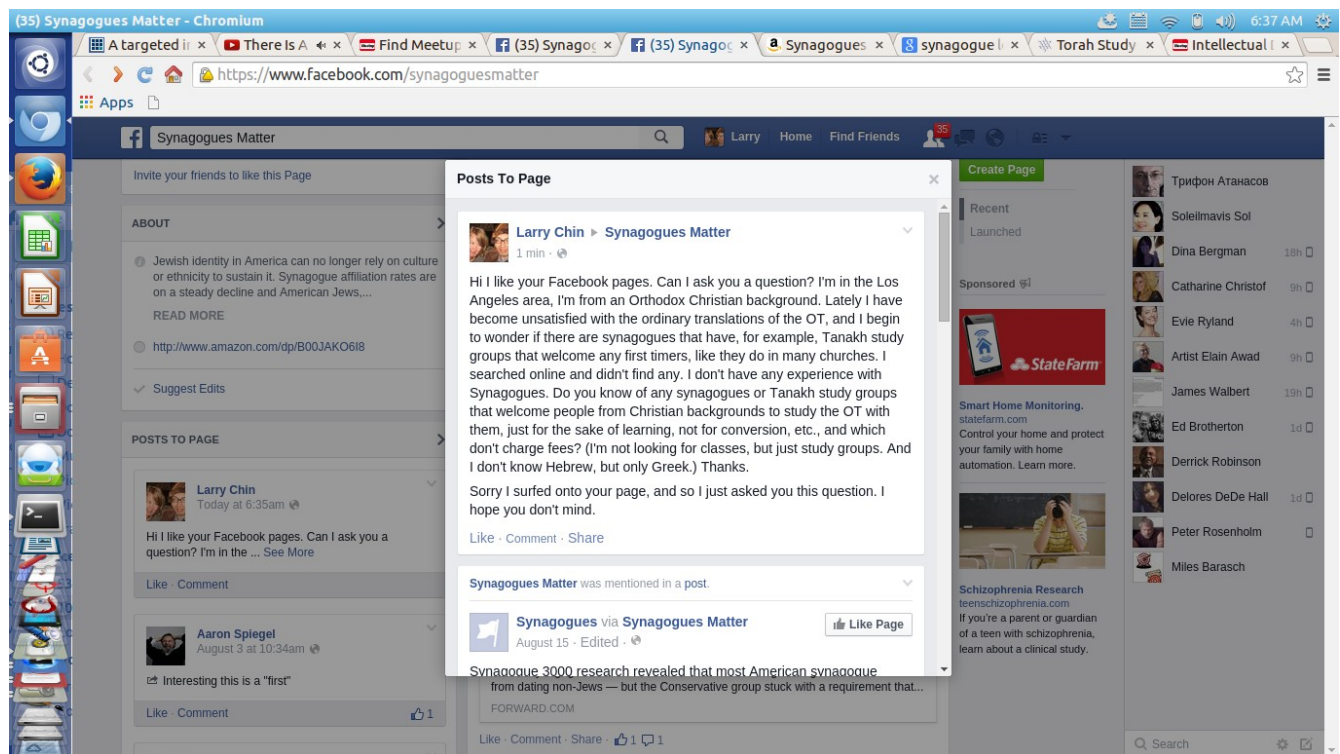 (35) Synagogues Matter - Chromium
6:37 AM
A targeted in
There Is A
Find Meetup
(35) Synagog
(35) Synagog
Synagogues
synagogue l
Torah Study
Intellectual
https://www.facebook.com/synagoguesmatter
Apps
Synagogues Matter
Larry
Home
Find Friends
35
Invite your friends to like this Page
ABOUT
Jewish identity in America can no longer rely on culture
or ethnicity to sustain it. Synagogue affiliation rates are
on a steady decline and American Jews,...
READ MORE
http://www.amazon.com/dp/B00JAKO6I8
Suggest Edits
POSTS TO PAGE
Larry Chin
Today at 6:35am
Hi I like your Facebook pages. Can I ask you a
question? I'm in the ... See More
Like · Comment
Aaron Spiegel
August 3 at 10:34am
Interesting this is a "first"
Like · Comment
1
Posts To Page
Larry Chin ▸ Synagogues Matter
1 min ·
Hi I like your Facebook pages. Can I ask you a question? I'm in the Los
Angeles area, I'm from an Orthodox Christian background. Lately I have
become unsatisfied with the ordinary translations of the OT, and I begin
to wonder if there are synagogues that have, for example, Tanakh study
groups that welcome any first timers, like they do in many churches. I
searched online and didn't find any. I don't have any experience with
Synagogues. Do you know of any synagogues or Tanakh study groups
that welcome people from Christian backgrounds to study the OT with
them, just for the sake of learning, not for conversion, etc., and which
don't charge fees? (I'm not looking for classes, but just study groups. And
I don't know Hebrew, but only Greek.) Thanks.
Sorry I surfed onto your page, and so I just asked you this question. I
hope you don't mind.
Like · Comment · Share
Synagogues Matter was mentioned in a post.
Synagogues via Synagogues Matter
August 15 · Edited ·
Like Page
Synagogue 3000 research revealed that most American synagogue
from dating non-Jews — but the Conservative group stuck with a requirement that...
FORWARD.COM
Like · Comment · Share · 1 1
Create Page
Recent
Launched
Sponsored
StateFarm
Smart Home Monitoring.
statefarm.com
Control your home and protect
your family with home
automation. Learn more.
Schizophrenia Research
teenschizophrenia.com
If you're a parent or guardian
of a teen with schizophrenia,
learn about a clinical study.
Трифон Атанасов
Soleilmavis Sol
Dina Bergman 18h
Catharine Christof 9h
Evie Ryland 4h
Artist Elain Awad 9h
James Walbert 19h
Ed Brotherton 1d
Derrick Robinson
Delores DeDe Hall 1d
Peter Rosenholm
Miles Barasch
Search